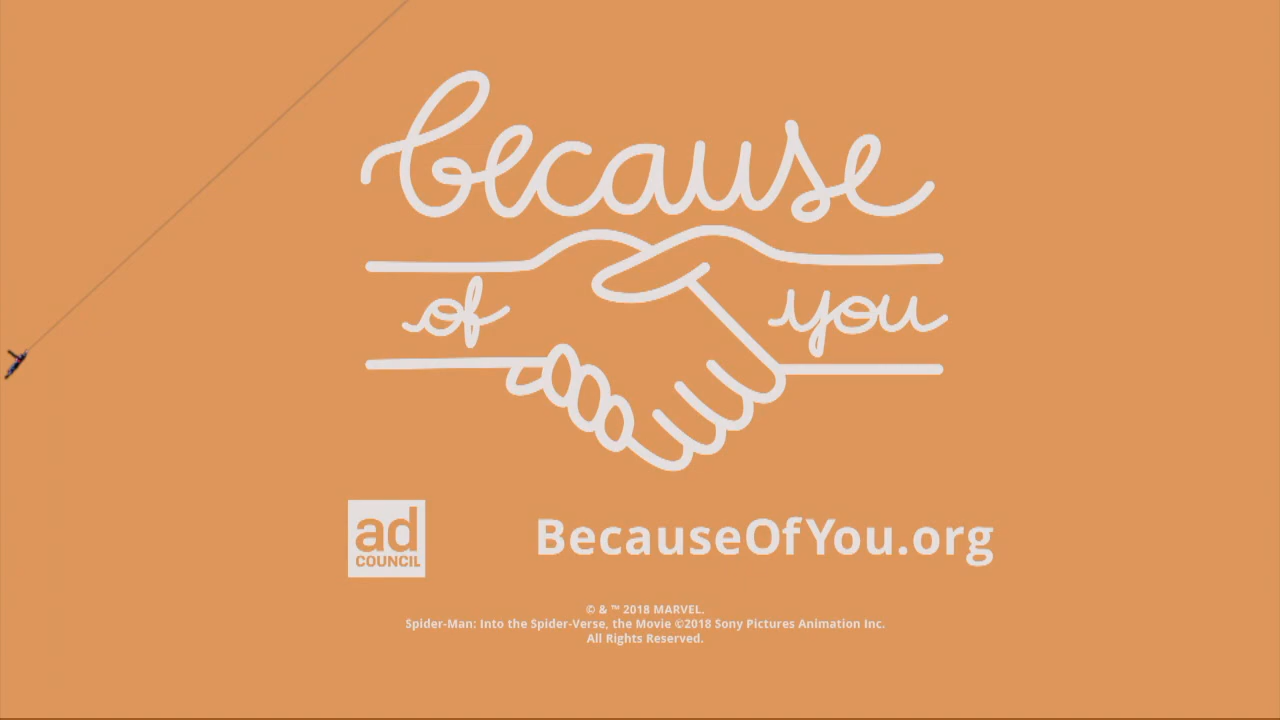 because
of you
ad
COUNCIL
BecauseOfYou.org
© & ™ 2018 MARVEL.
Spider-Man: Into the Spider-Verse, the Movie ©2018 Sony Pictures Animation Inc.
All Rights Reserved.